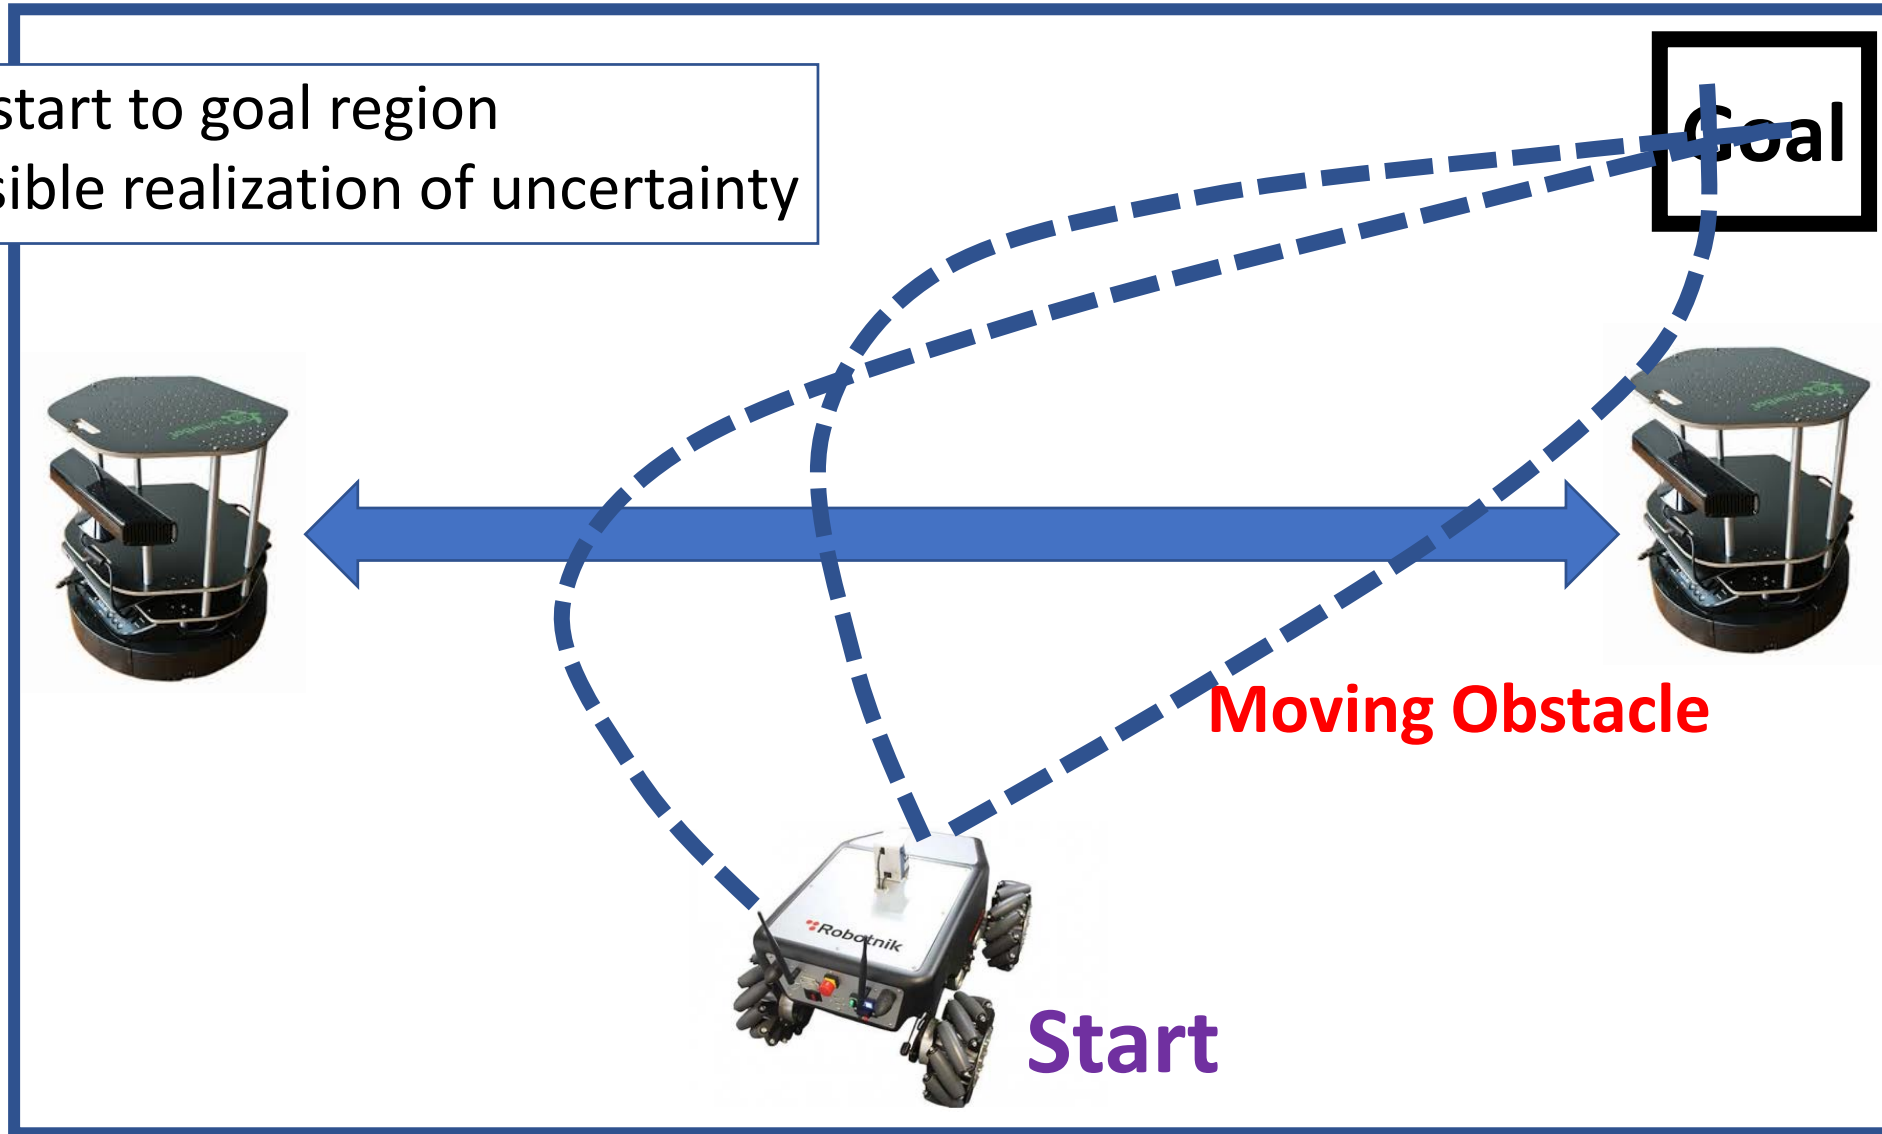 start to goal region
sible realization of uncertainty
Goal
Moving Obstacle
Robotnik
Start